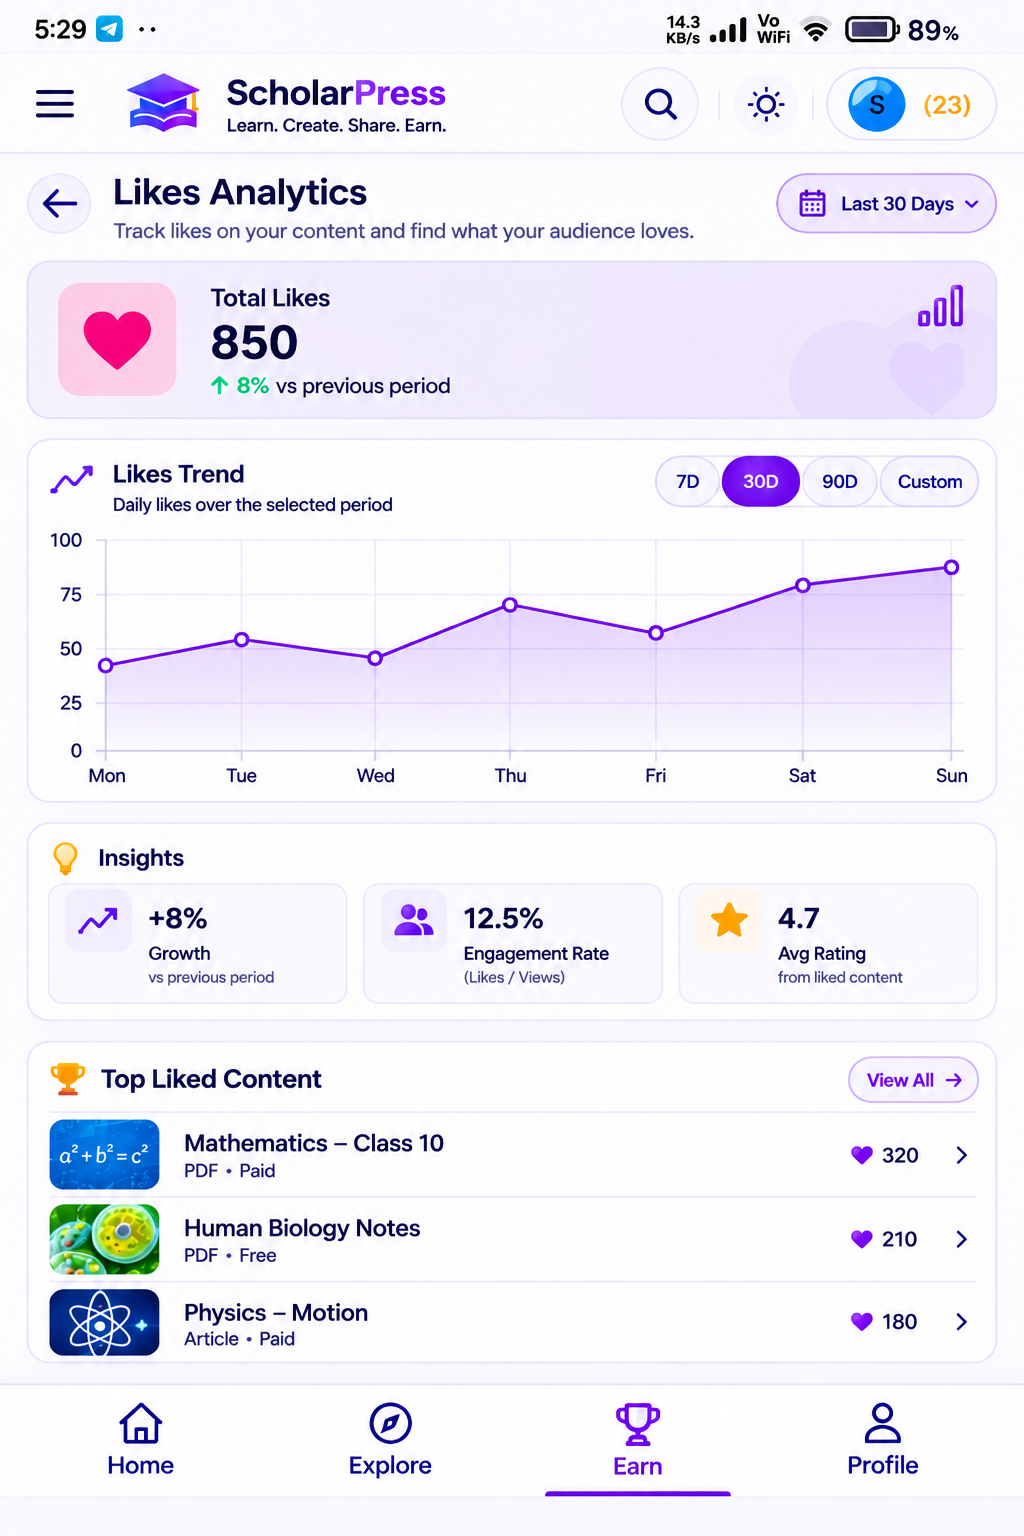 5:29
14.3 KB/s
Vo WiFi
89%
ScholarPress
Learn. Create. Share. Earn.
S
(23)
Likes Analytics
Track likes on your content and find what your audience loves.
Last 30 Days
Total Likes
850
↑ 8% vs previous period
Likes Trend
Daily likes over the selected period
7D
30D
90D
Custom
100
75
50
25
0
Mon
Tue
Wed
Thu
Fri
Sat
Sun
Insights
+8%
Growth
vs previous period
12.5%
Engagement Rate
(Likes / Views)
4.7
Avg Rating
from liked content
Top Liked Content
View All →
a² + b² = c²
Mathematics – Class 10
PDF • Paid
320
Human Biology Notes
PDF • Free
210
Physics – Motion
Article • Paid
180
Home
Explore
Earn
Profile